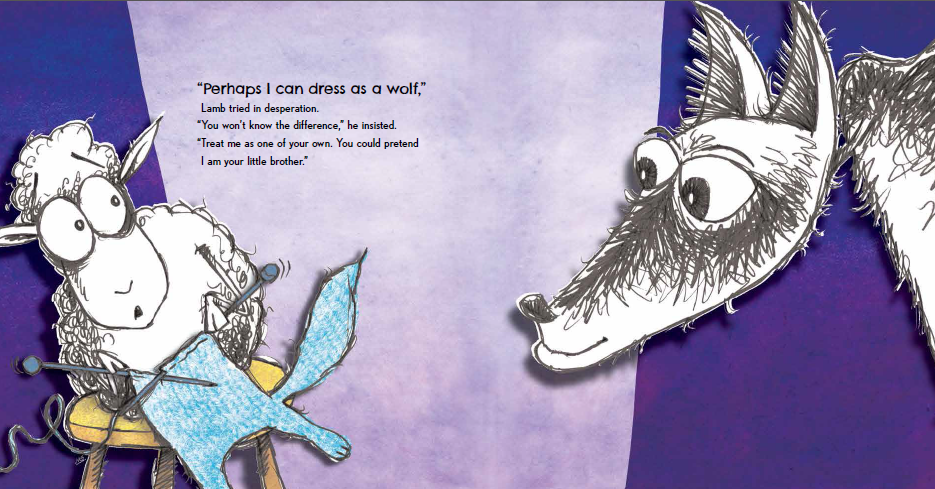 “Perhaps I can dress as a wolf,”
Lamb tried in desperation.
“You won’t know the difference,” he insisted.
“Treat me as one of your own. You could pretend
I am your little brother.”